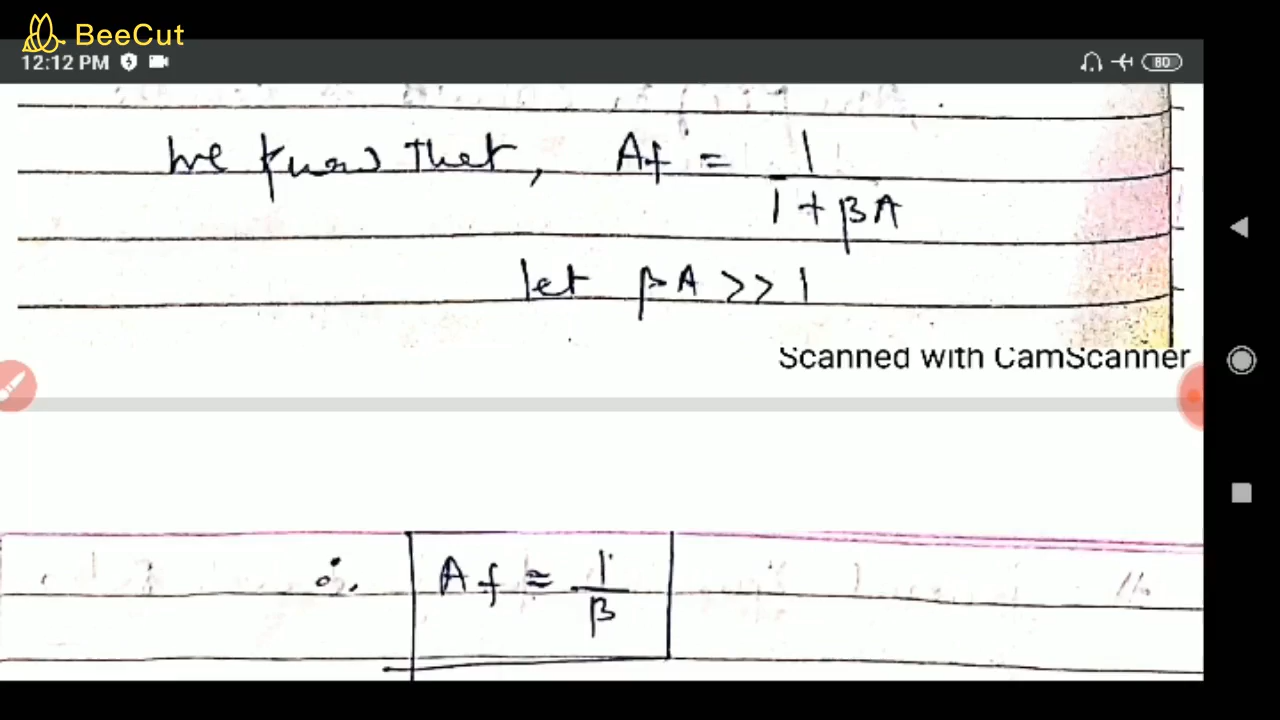 BeeCut
12:12 PM
80
We know that, Af = 1 / 1 + βA
let βA >> 1
Scanned with CamScanner
∴ Af ≈ 1 / β